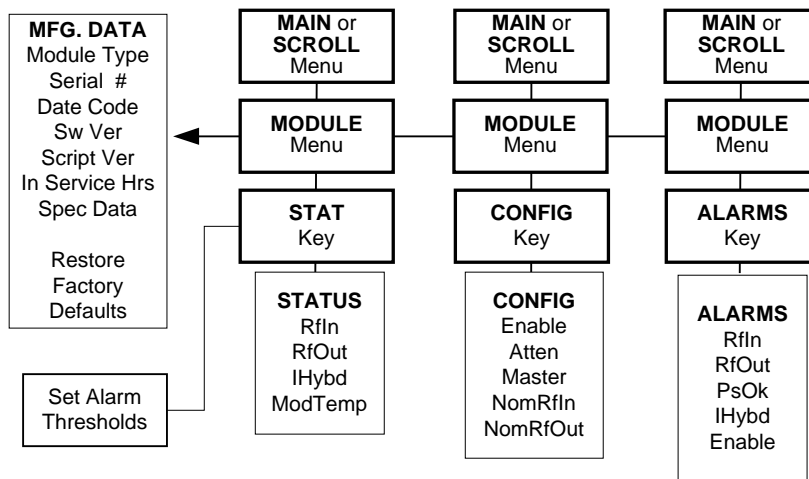 MFG. DATA
Module Type
Serial #
Date Code
Sw Ver
Script Ver
In Service Hrs
Spec Data
Restore
Factory
Defaults
MAIN or
SCROLL
Menu
MAIN or
SCROLL
Menu
MAIN or
SCROLL
Menu
MODULE
Menu
MODULE
Menu
MODULE
Menu
STAT
Key
CONFIG
Key
ALARMS
Key
STATUS
RfIn
RfOut
IHybd
ModTemp
CONFIG
Enable
Atten
Master
NomRfIn
NomRfOut
ALARMS
RfIn
RfOut
PsOk
IHybd
Enable
Set Alarm
Thresholds